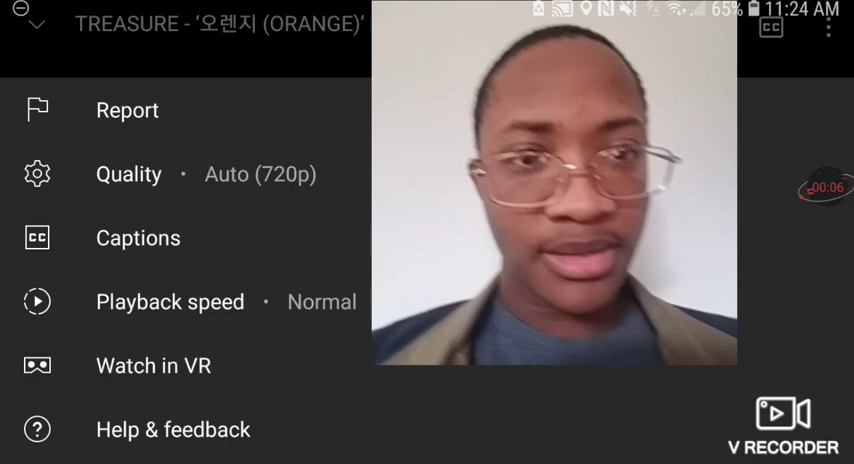 TREASURE - ‘오렌지 (ORANGE)’
65% 11:24 AM
CC
Report
Quality • Auto (720p)
00:06
CC Captions
Playback speed • Normal
Watch in VR
Help & feedback
V RECORDER